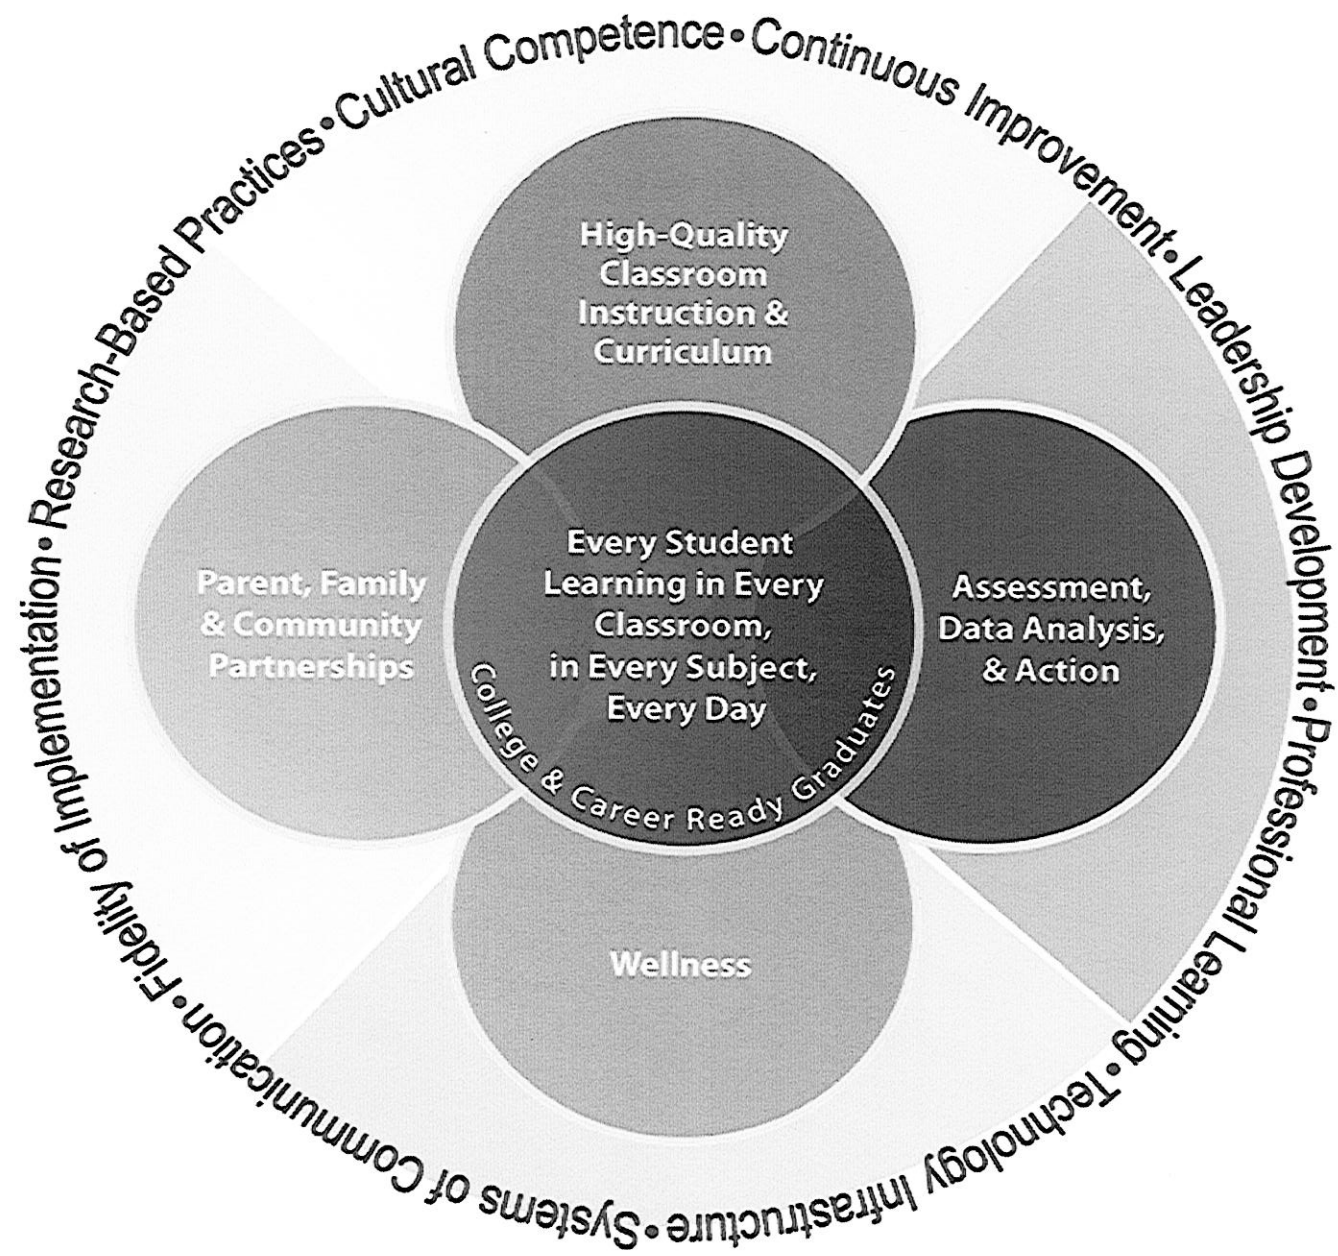 Cultural Competence • Continuous Improvement • Leadership Development • Professional Learning • Technology Infrastructure • Systems of Communication • Fidelity of Implementation • Research-Based Practices •
High-Quality
Classroom
Instruction &
Curriculum
Parent, Family
& Community
Partnerships
Every Student
Learning in Every
Classroom,
in Every Subject,
Every Day
College & Career Ready Graduates
Assessment,
Data Analysis,
& Action
Wellness